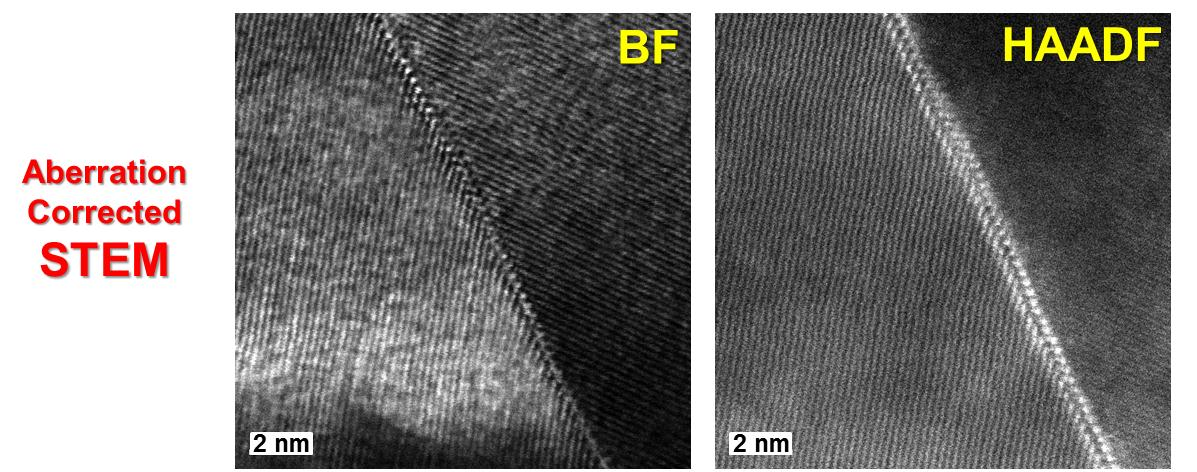 Aberration
Corrected
STEM
BF
HAADF
2 nm
2 nm